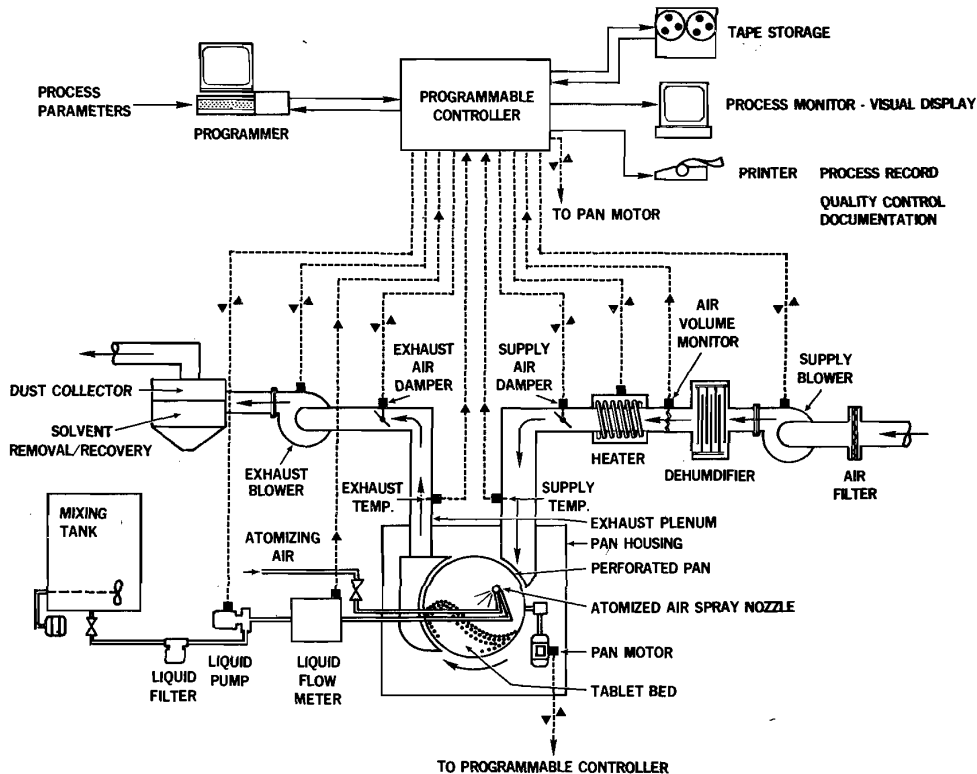 TAPE STORAGE
PROCESS
PARAMETERS
PROGRAMMER
PROGRAMMABLE
CONTROLLER
PROCESS MONITOR - VISUAL DISPLAY
PRINTER PROCESS RECORD
QUALITY CONTROL
DOCUMENTATION
TO PAN MOTOR
DUST COLLECTOR
SOLVENT
REMOVAL/RECOVERY
EXHAUST
BLOWER
EXHAUST
AIR
DAMPER
SUPPLY
AIR
DAMPER
AIR
VOLUME
MONITOR
SUPPLY
BLOWER
HEATER
DEHUMDIFIER
AIR
FILTER
EXHAUST
TEMP.
SUPPLY
TEMP.
EXHAUST PLENUM
PAN HOUSING
PERFORATED PAN
ATOMIZED AIR SPRAY NOZZLE
PAN MOTOR
TABLET BED
MIXING
TANK
ATOMIZING
AIR
LIQUID
FILTER
LIQUID
PUMP
LIQUID
FLOW
METER
TO PROGRAMMABLE CONTROLLER